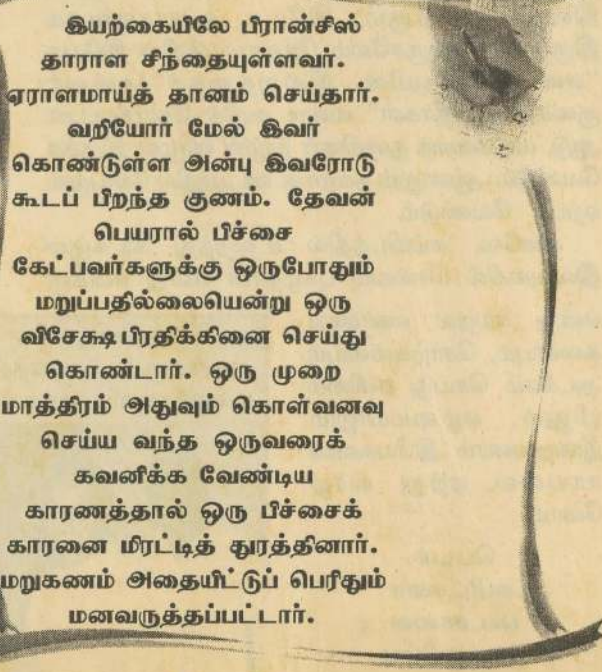 இயற்கையிலே பிரான்சிஸ்
தாராள சிந்தையுள்ளவர்.
ஏராளமாய்த் தானம் செய்தார்.
வறியோர் மேல் இவர்
கொண்டுள்ள அன்பு இவரோடு
கூடப் பிறந்த குணம். தேவன்
பெயரால் பிச்சை
கேட்பவர்களுக்கு ஒருபோதும்
மறுப்பதில்லையென்று ஒரு
விசேக்ஷ பிரதிக்கினை செய்து
கொண்டார். ஒரு முறை
மாத்திரம் அதுவும் கொள்வனவு
செய்ய வந்த ஒருவரைக்
கவனிக்க வேண்டிய
காரணத்தால் ஒரு பிச்சைக்
காரனை மிரட்டித் துரத்தினார்.
மறுகணம் அதையிட்டுப் பெரிதும்
மனவருத்தப்பட்டார்.